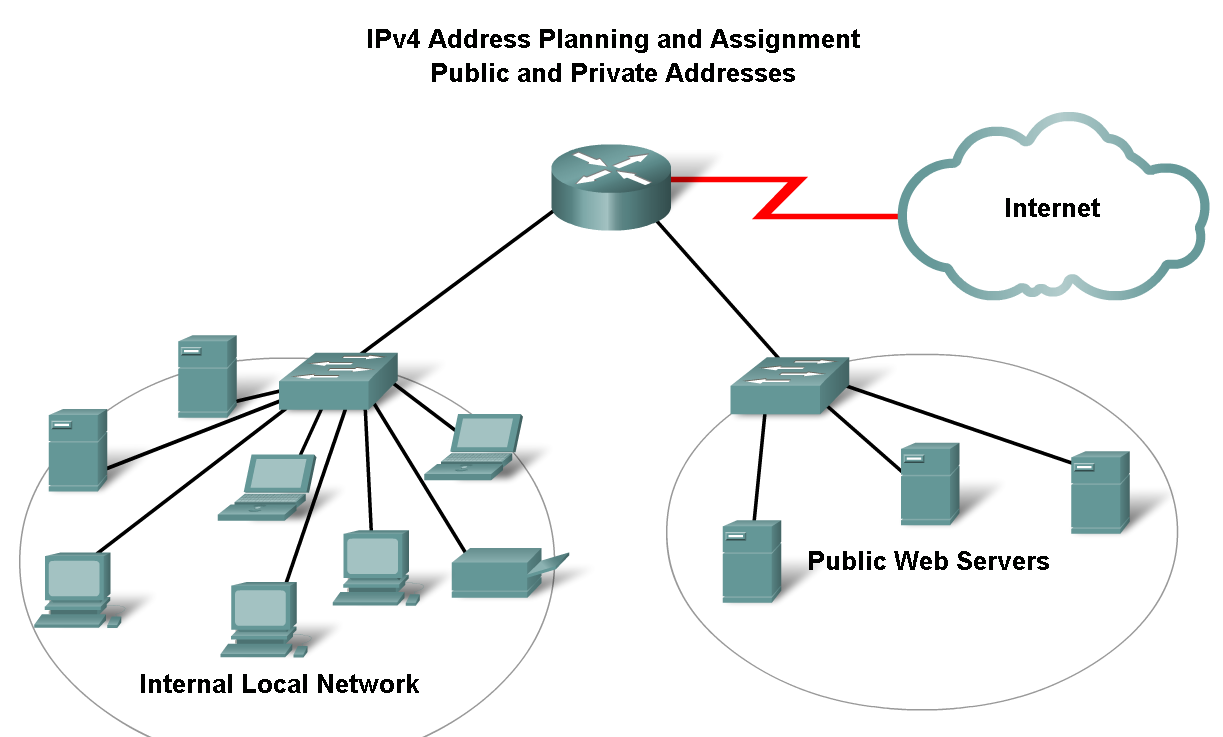 IPv4 Address Planning and Assignment
Public and Private Addresses
Internet
Public Web Servers
Internal Local Network